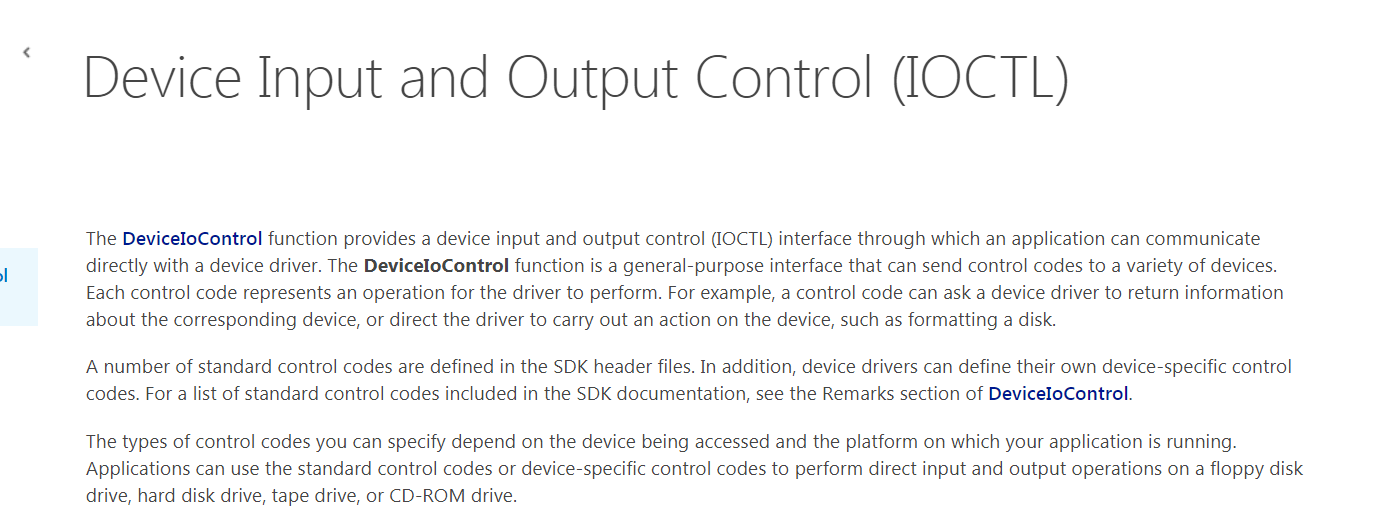 Device Input and Output Control (IOCTL)
The DeviceIoControl function provides a device input and output control (IOCTL) interface through which an application can communicate
directly with a device driver. The DeviceIoControl function is a general-purpose interface that can send control codes to a variety of devices.
Each control code represents an operation for the driver to perform. For example, a control code can ask a device driver to return information
about the corresponding device, or direct the driver to carry out an action on the device, such as formatting a disk.
A number of standard control codes are defined in the SDK header files. In addition, device drivers can define their own device-specific control
codes. For a list of standard control codes included in the SDK documentation, see the Remarks section of DeviceIoControl.
The types of control codes you can specify depend on the device being accessed and the platform on which your application is running.
Applications can use the standard control codes or device-specific control codes to perform direct input and output operations on a floppy disk
drive, hard disk drive, tape drive, or CD-ROM drive.